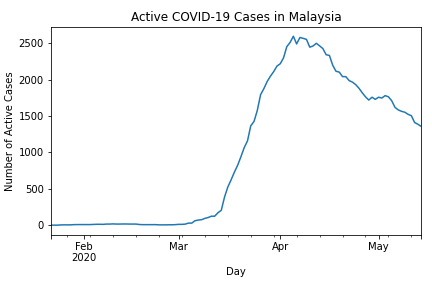 Active COVID-19 Cases in Malaysia
Number of Active Cases
2500
2000
1500
1000
500
0
Feb
2020
Mar
Apr
May
Day